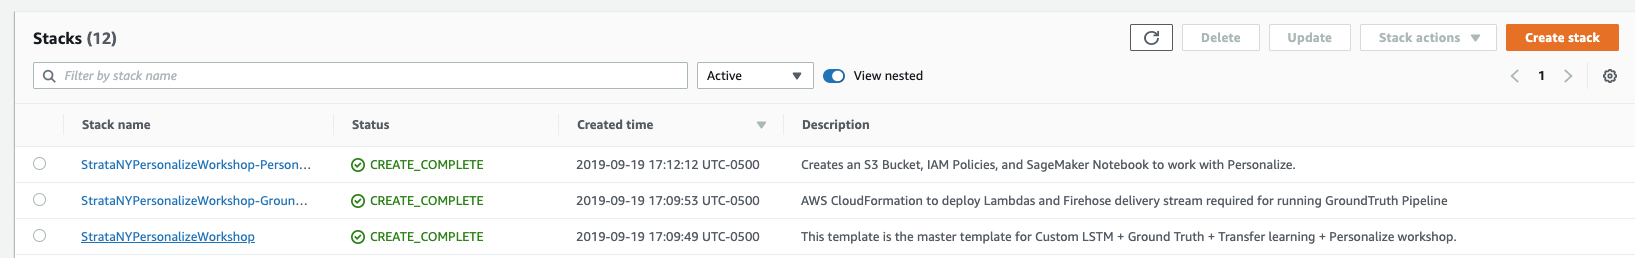 Stacks (12)
Delete
Update
Stack actions
Create stack
Filter by stack name
Active
View nested
1
Stack name Status Created time Description
StrataNYPersonalizeWorkshop-Person... CREATE_COMPLETE 2019-09-19 17:12:12 UTC-0500 Creates an S3 Bucket, IAM Policies, and SageMaker Notebook to work with Personalize.
StrataNYPersonalizeWorkshop-Groun... CREATE_COMPLETE 2019-09-19 17:09:53 UTC-0500 AWS CloudFormation to deploy Lambdas and Firehose delivery stream required for running GroundTruth Pipeline
StrataNYPersonalizeWorkshop CREATE_COMPLETE 2019-09-19 17:09:49 UTC-0500 This template is the master template for Custom LSTM + Ground Truth + Transfer learning + Personalize workshop.